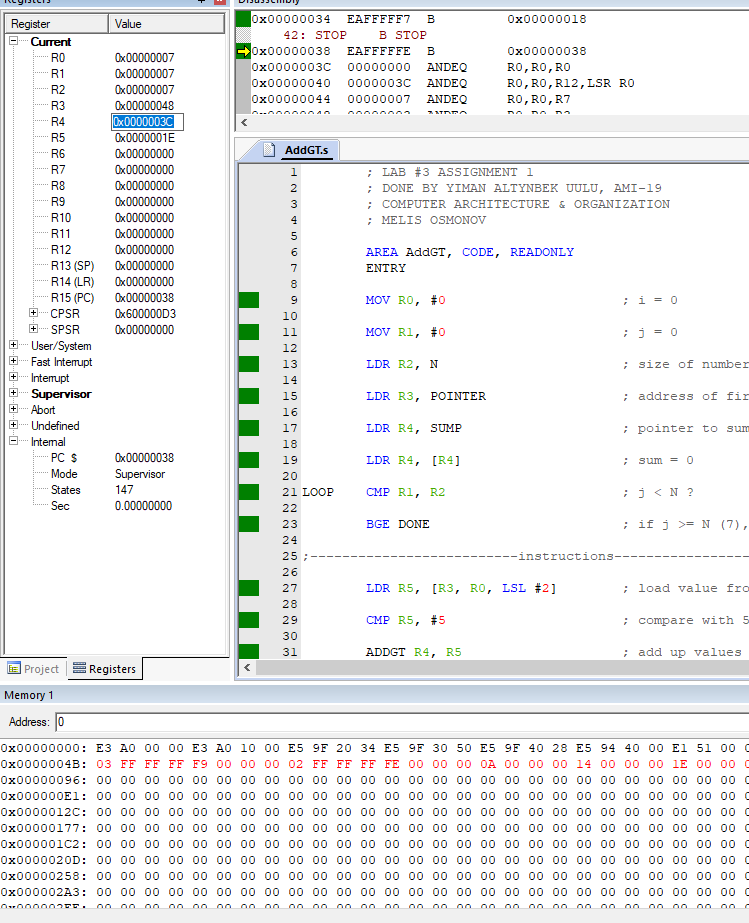 Registers
Register Value
Current
R0 0x00000007
R1 0x00000007
R2 0x00000007
R3 0x00000048
R4 0x0000003C
R5 0x0000001E
R6 0x00000000
R7 0x00000000
R8 0x00000000
R9 0x00000000
R10 0x00000000
R11 0x00000000
R12 0x00000000
R13 (SP) 0x00000000
R14 (LR) 0x00000000
R15 (PC) 0x00000038
CPSR 0x600000D3
SPSR 0x00000000
User/System
Fast Interrupt
Interrupt
Supervisor
Abort
Undefined
Internal
PC $ 0x00000038
Mode Supervisor
States 147
Sec 0.00000000
Project Registers
Disassembly
0x00000034 EAFFFFF7 B 0x00000018
42: STOP B STOP
0x00000038 EAFFFFFE B 0x00000038
0x0000003C 00000000 ANDEQ R0,R0,R0
0x00000040 0000003C ANDEQ R0,R0,R12,LSR R0
0x00000044 00000007 ANDEQ R0,R0,R7
AddGT.s
1 ; LAB #3 ASSIGNMENT 1
2 ; DONE BY YIMAN ALTYNBEK UULU, AMI-19
3 ; COMPUTER ARCHITECTURE & ORGANIZATION
4 ; MELIS OSMONOV
5
6 AREA AddGT, CODE, READONLY
7 ENTRY
8
9 MOV R0, #0 ; i = 0
10
11 MOV R1, #0 ; j = 0
12
13 LDR R2, N ; size of number
14
15 LDR R3, POINTER ; address of fir
16
17 LDR R4, SUMP ; pointer to sum
18
19 LDR R4, [R4] ; sum = 0
20
21 LOOP CMP R1, R2 ; j < N ?
22
23 BGE DONE ; if j >= N (7),
24
25 ;---------------------------instructions-----------------
26
27 LDR R5, [R3, R0, LSL #2] ; load value fro
28
29 CMP R5, #5 ; compare with 5
30
31 ADDGT R4, R5 ; add up values
Memory 1
Address: 0
0x00000000: E3 A0 00 00 E3 A0 10 00 E5 9F 20 34 E5 9F 30 50 E5 9F 40 28 E5 94 40 00 E1 51 00 0
0x0000004B: 03 FF FF FF F9 00 00 00 02 FF FF FF FE 00 00 00 0A 00 00 00 14 00 00 00 1E 00 00 0
0x00000096: 00 00 00 00 00 00 00 00 00 00 00 00 00 00 00 00 00 00 00 00 00 00 00 00 00 00 00 0
0x000000E1: 00 00 00 00 00 00 00 00 00 00 00 00 00 00 00 00 00 00 00 00 00 00 00 00 00 00 00 0
0x0000012C: 00 00 00 00 00 00 00 00 00 00 00 00 00 00 00 00 00 00 00 00 00 00 00 00 00 00 00 0
0x00000177: 00 00 00 00 00 00 00 00 00 00 00 00 00 00 00 00 00 00 00 00 00 00 00 00 00 00 00 0
0x000001C2: 00 00 00 00 00 00 00 00 00 00 00 00 00 00 00 00 00 00 00 00 00 00 00 00 00 00 00 0
0x0000020D: 00 00 00 00 00 00 00 00 00 00 00 00 00 00 00 00 00 00 00 00 00 00 00 00 00 00 00 0
0x00000258: 00 00 00 00 00 00 00 00 00 00 00 00 00 00 00 00 00 00 00 00 00 00 00 00 00 00 00 0
0x000002A3: 00 00 00 00 00 00 00 00 00 00 00 00 00 00 00 00 00 00 00 00 00 00 00 00 00 00 00 0